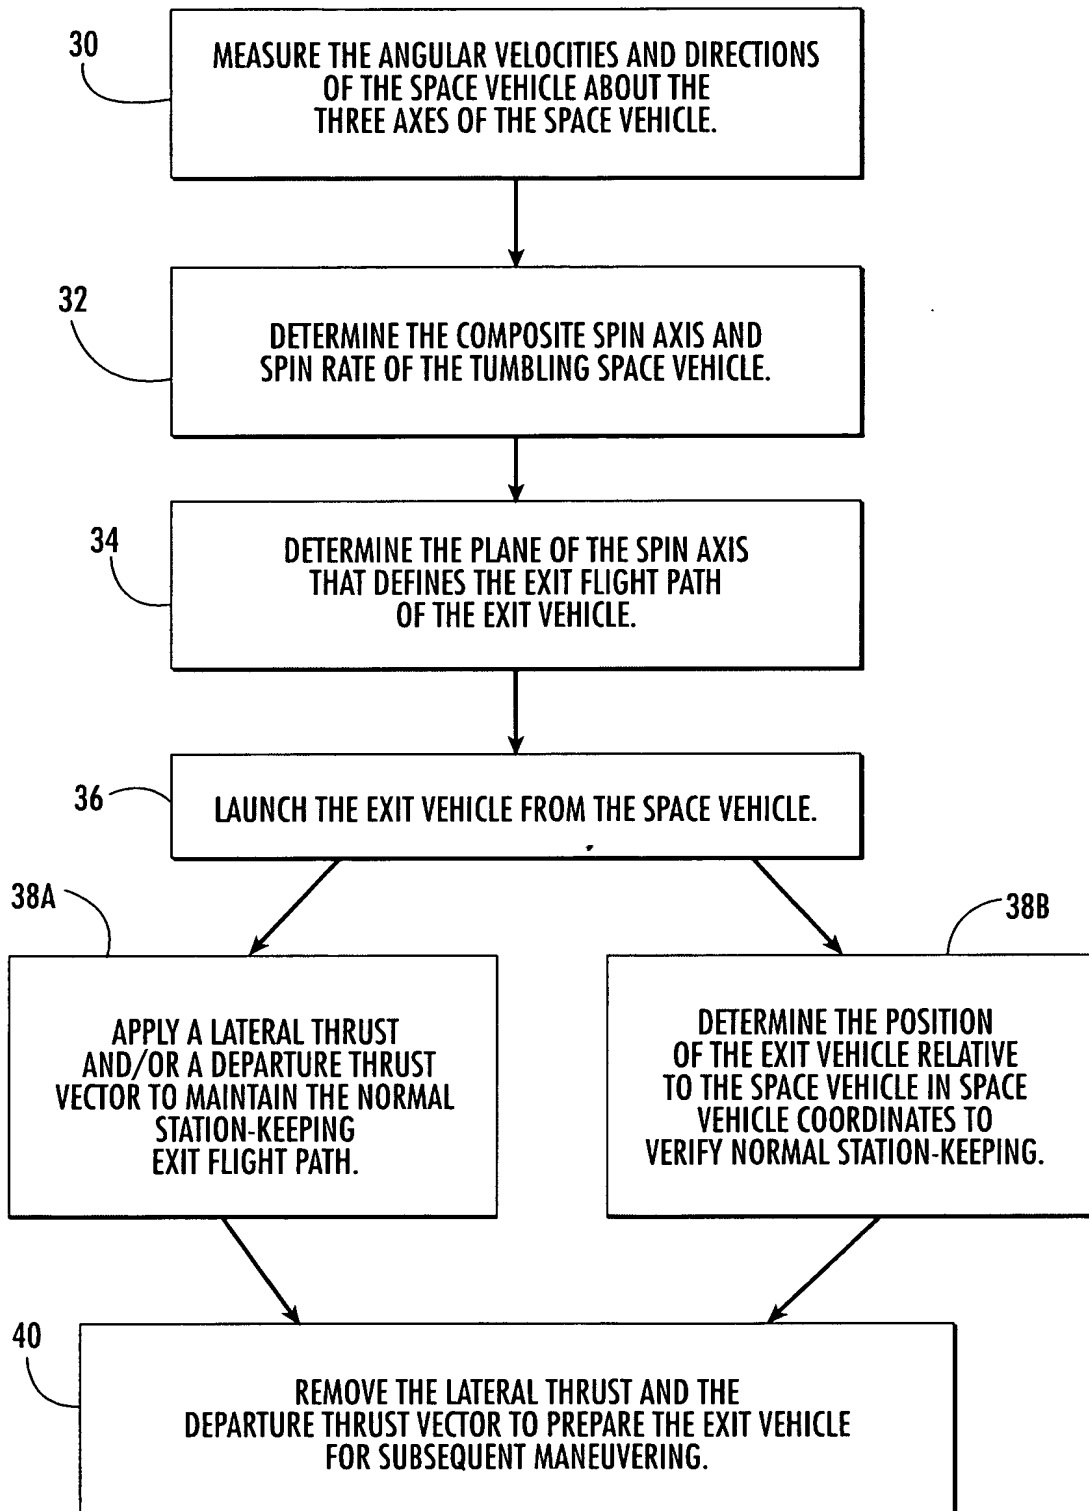 30
MEASURE THE ANGULAR VELOCITIES AND DIRECTIONS
OF THE SPACE VEHICLE ABOUT THE
THREE AXES OF THE SPACE VEHICLE.
32
DETERMINE THE COMPOSITE SPIN AXIS AND
SPIN RATE OF THE TUMBLING SPACE VEHICLE.
34
DETERMINE THE PLANE OF THE SPIN AXIS
THAT DEFINES THE EXIT FLIGHT PATH
OF THE EXIT VEHICLE.
36
LAUNCH THE EXIT VEHICLE FROM THE SPACE VEHICLE.
38A
APPLY A LATERAL THRUST
AND/OR A DEPARTURE THRUST
VECTOR TO MAINTAIN THE NORMAL
STATION-KEEPING
EXIT FLIGHT PATH.
38B
DETERMINE THE POSITION
OF THE EXIT VEHICLE RELATIVE
TO THE SPACE VEHICLE IN SPACE
VEHICLE COORDINATES TO
VERIFY NORMAL STATION-KEEPING.
40
REMOVE THE LATERAL THRUST AND THE
DEPARTURE THRUST VECTOR TO PREPARE THE EXIT VEHICLE
FOR SUBSEQUENT MANEUVERING.